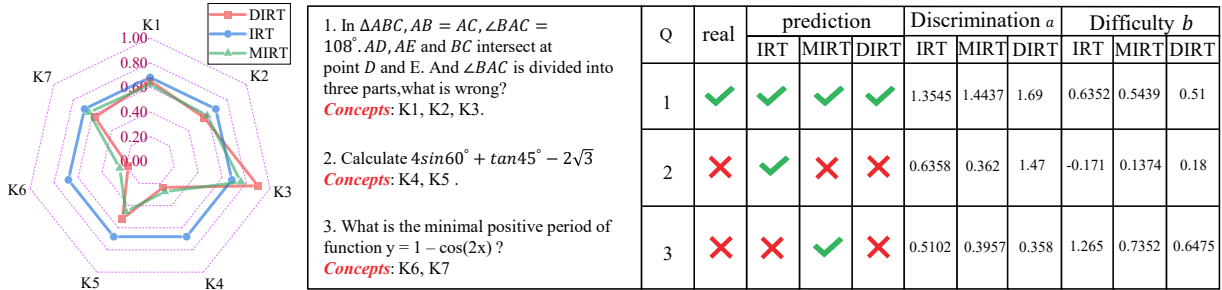 DIRT
IRT
MIRT
K1
K2
K3
K4
K5
K6
K7
1.00
0.80
0.60
0.40
0.20
0.00
1. In ΔABC, AB = AC, ∠BAC =
108°. AD, AE and BC intersect at
point D and E. And ∠BAC is divided into
three parts,what is wrong?
Concepts: K1, K2, K3.
2. Calculate 4sin60° + tan45° − 2√3
Concepts: K4, K5 .
3. What is the minimal positive period of
function y = 1 – cos(2x) ?
Concepts: K6, K7
Q real prediction Discrimination a Difficulty b
IRT MIRT DIRT IRT MIRT DIRT IRT MIRT DIRT
1 ✓ ✓ ✓ ✓ 1.3545 1.4437 1.69 0.6352 0.5439 0.51
2 ✗ ✓ ✗ ✗ 0.6358 0.362 1.47 -0.171 0.1374 0.18
3 ✗ ✗ ✓ ✗ 0.5102 0.3957 0.358 1.265 0.7352 0.6475